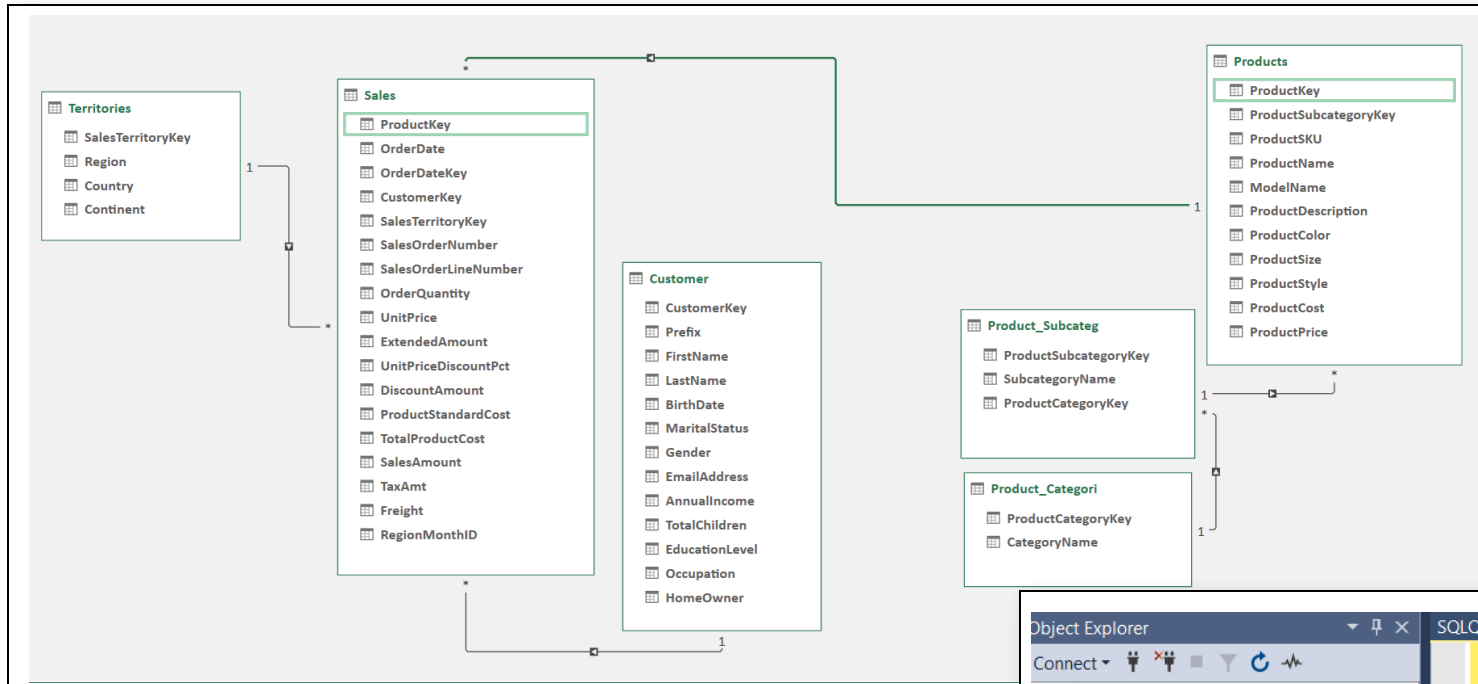 Territories
SalesTerritoryKey
Region
Country
Continent
1
*
Sales
ProductKey
OrderDate
OrderDateKey
CustomerKey
SalesTerritoryKey
SalesOrderNumber
SalesOrderLineNumber
OrderQuantity
UnitPrice
ExtendedAmount
UnitPriceDiscountPct
DiscountAmount
ProductStandardCost
TotalProductCost
SalesAmount
TaxAmt
Freight
RegionMonthID
*
*
Customer
CustomerKey
Prefix
FirstName
LastName
BirthDate
MaritalStatus
Gender
EmailAddress
AnnualIncome
TotalChildren
EducationLevel
Occupation
HomeOwner
1
Product_Subcateg
ProductSubcategoryKey
SubcategoryName
ProductCategoryKey
1
*
Product_Categori
ProductCategoryKey
CategoryName
1
Products
ProductKey
ProductSubcategoryKey
ProductSKU
ProductName
ModelName
ProductDescription
ProductColor
ProductSize
ProductStyle
ProductCost
ProductPrice
1
*
Object Explorer
Connect
SQLQ